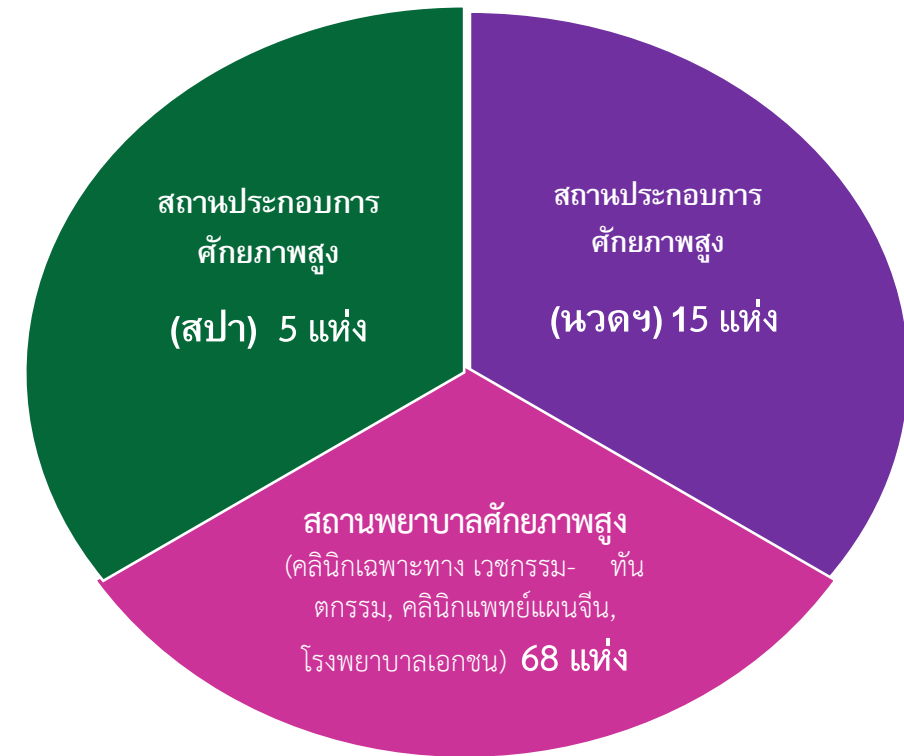 สถานประกอบการ
ศักยภาพสูง
(สปา) 5 แห่ง
สถานประกอบการ
ศักยภาพสูง
(นวดฯ) 15 แห่ง
สถานพยาบาลศักยภาพสูง
(คลินิกเฉพาะทาง เวชกรรม- ทัน
ตกรรม, คลินิกแพทย์แผนจีน,
โรงพยาบาลเอกชน) 68 แห่ง